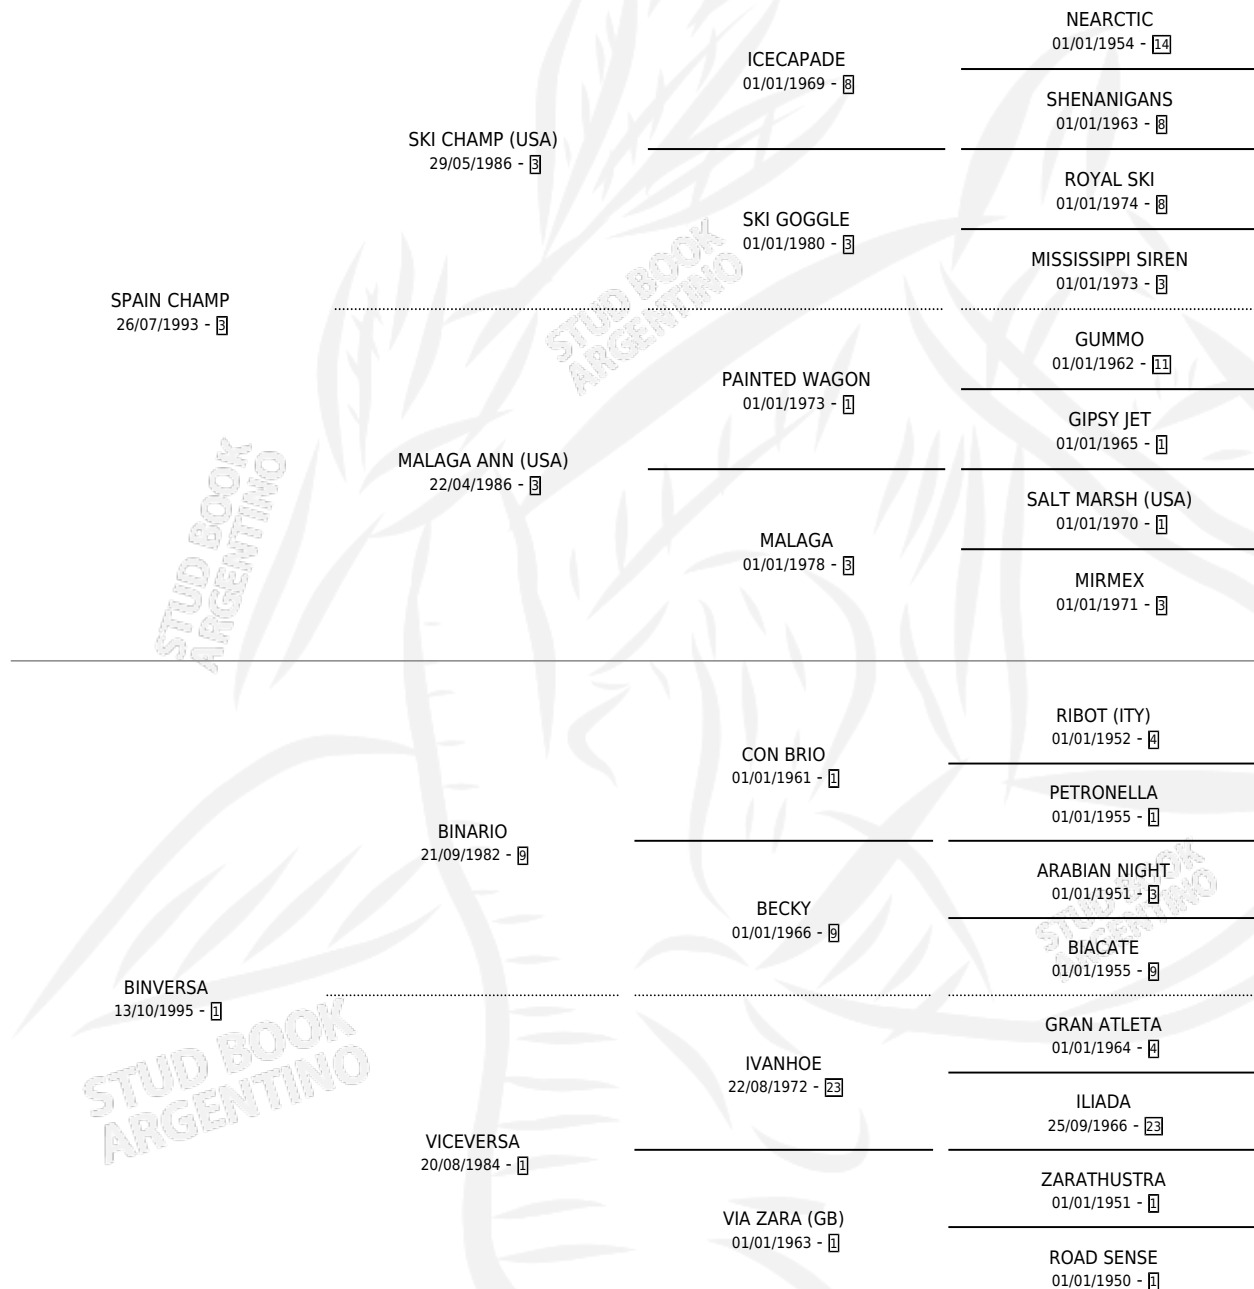 NEARCTIC
01/01/1954 - 14
ICECAPADE
01/01/1969 - 8
SHENANIGANS
01/01/1963 - 8
SKI CHAMP (USA)
29/05/1986 - 3
ROYAL SKI
01/01/1974 - 8
SKI GOGGLE
01/01/1980 - 3
MISSISSIPPI SIREN
01/01/1973 - 3
SPAIN CHAMP
26/07/1993 - 3
STUD BOOK
ARGENTINO
GUMMO
01/01/1962 - 11
PAINTED WAGON
01/01/1973 - 1
GIPSY JET
01/01/1965 - 1
MALAGA ANN (USA)
22/04/1986 - 3
SALT MARSH (USA)
01/01/1970 - 1
MALAGA
01/01/1978 - 3
MIRMEX
01/01/1971 - 3
STUD BOOK
ARGENTINO
RIBOT (ITY)
01/01/1952 - 4
CON BRIO
01/01/1961 - 1
PETRONELLA
01/01/1955 - 1
BINARIO
21/09/1982 - 9
ARABIAN NIGHT
01/01/1951 - 3
BECKY
01/01/1966 - 9
STUD BOOK
ARGENTINO
BIACATE
01/01/1955 - 9
BINVERSA
13/10/1995 - 1
STUD BOOK
ARGENTINO
GRAN ATLETA
01/01/1964 - 4
IVANHOE
22/08/1972 - 23
ILIADA
25/09/1966 - 23
VICEVERSA
20/08/1984 - 1
ZARATHUSTRA
01/01/1951 - 1
VIA ZARA (GB)
01/01/1963 - 1
ROAD SENSE
01/01/1950 - 1